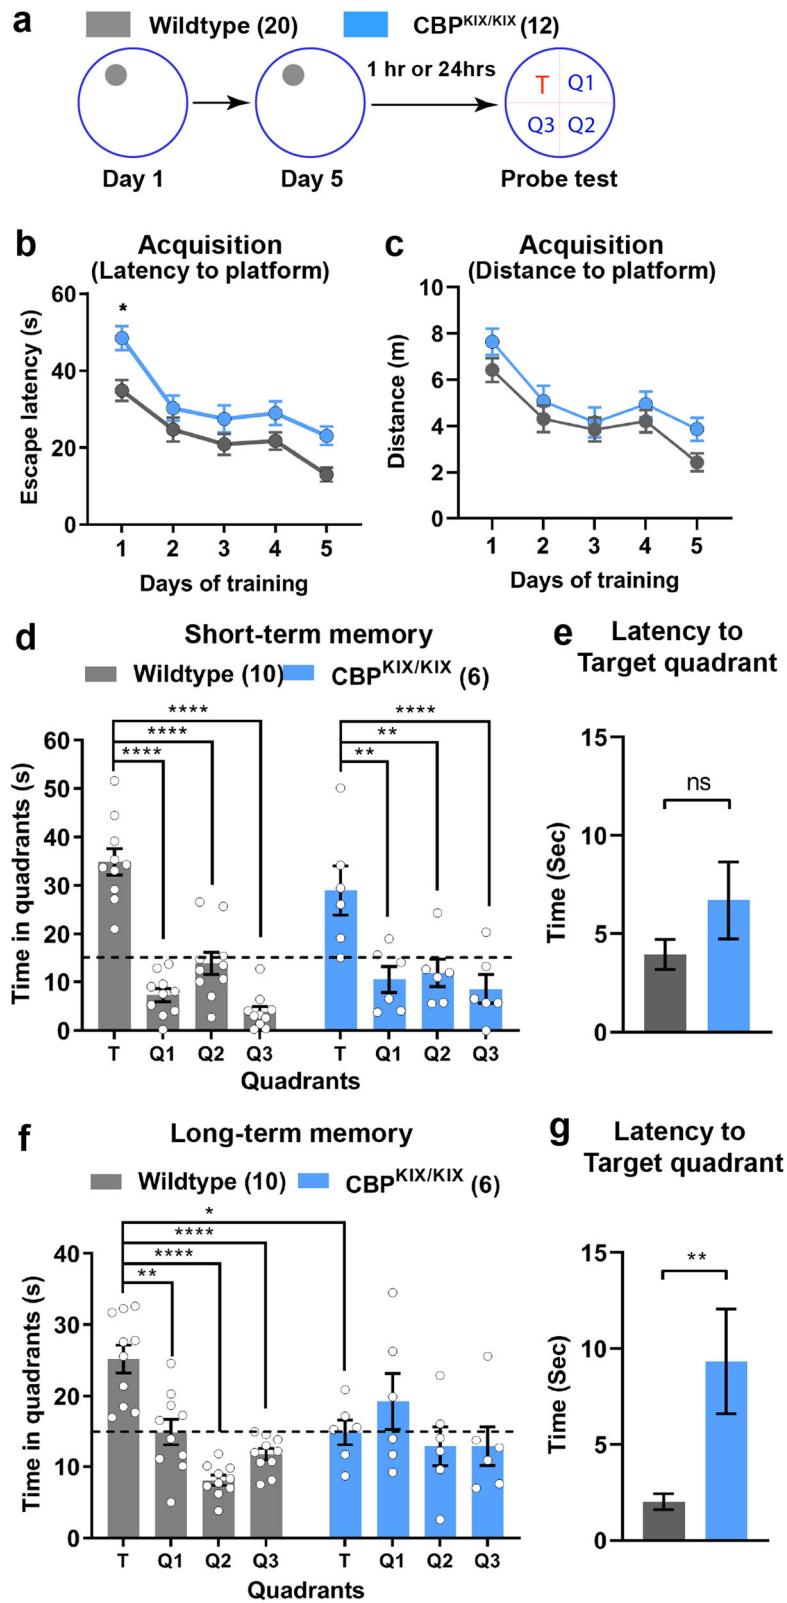 a
Wildtype (20) CBPKIX/KIX (12)
1 hr or 24hrs
T Q1
Q3 Q2
Day 1 Day 5 Probe test
b Acquisition
(Latency to platform)
Escape latency (s)
60
40
20
0
*
1 2 3 4 5
Days of training
c Acquisition
(Distance to platform)
Distance (m)
10
8
6
4
2
0
1 2 3 4 5
Days of training
d Short-term memory
Wildtype (10) CBPKIX/KIX (6)
Time in quadrants (s)
60
50
40
30
20
10
0
**** ****
**** **
**** **
T Q1 Q2 Q3 T Q1 Q2 Q3
Quadrants
e Latency to
Target quadrant
Time (Sec)
15
10
5
0
ns
f Long-term memory
Wildtype (10) CBPKIX/KIX (6)
Time in quadrants (s)
40
30
20
10
0
*
****
****
**
T Q1 Q2 Q3 T Q1 Q2 Q3
Quadrants
g Latency to
Target quadrant
Time (Sec)
15
10
5
0
**